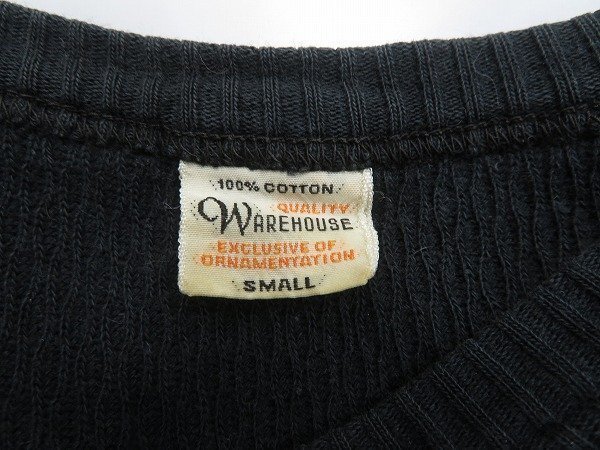 100% COTTON
QUALITY
WAREHOUSE
EXCLUSIVE OF
ORNAMENTATION
SMALL